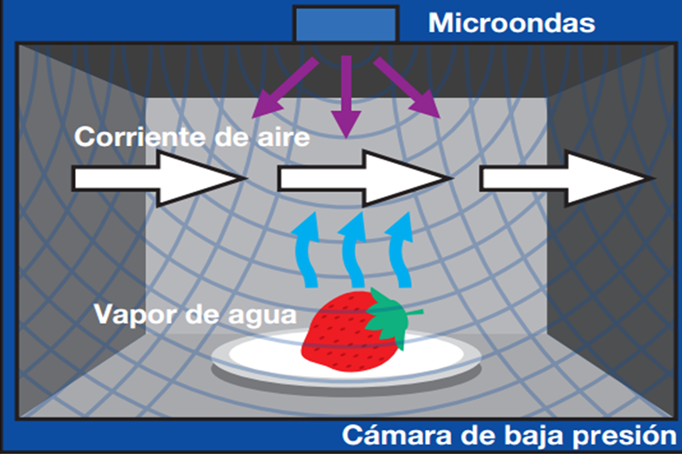 Microondas
Corriente de aire
Vapor de agua
Cámara de baja presión